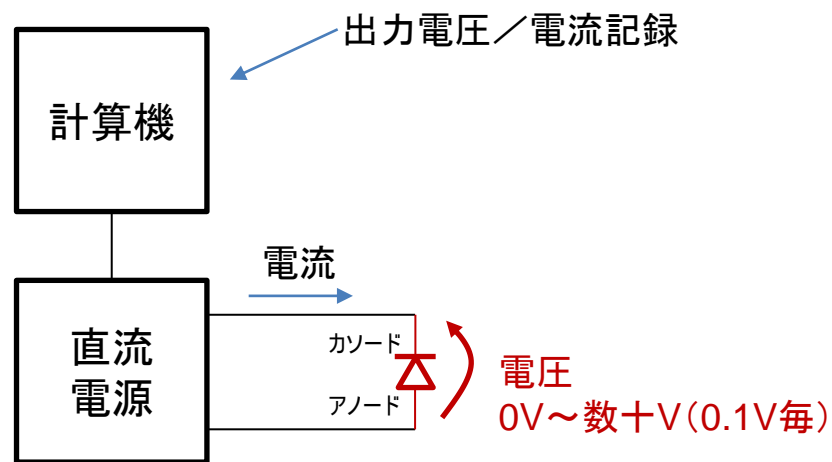 出力電圧／電流記録
計算機
電流
直流
電源
カソード
アノード
電圧
0V～数十V（0.1V毎）